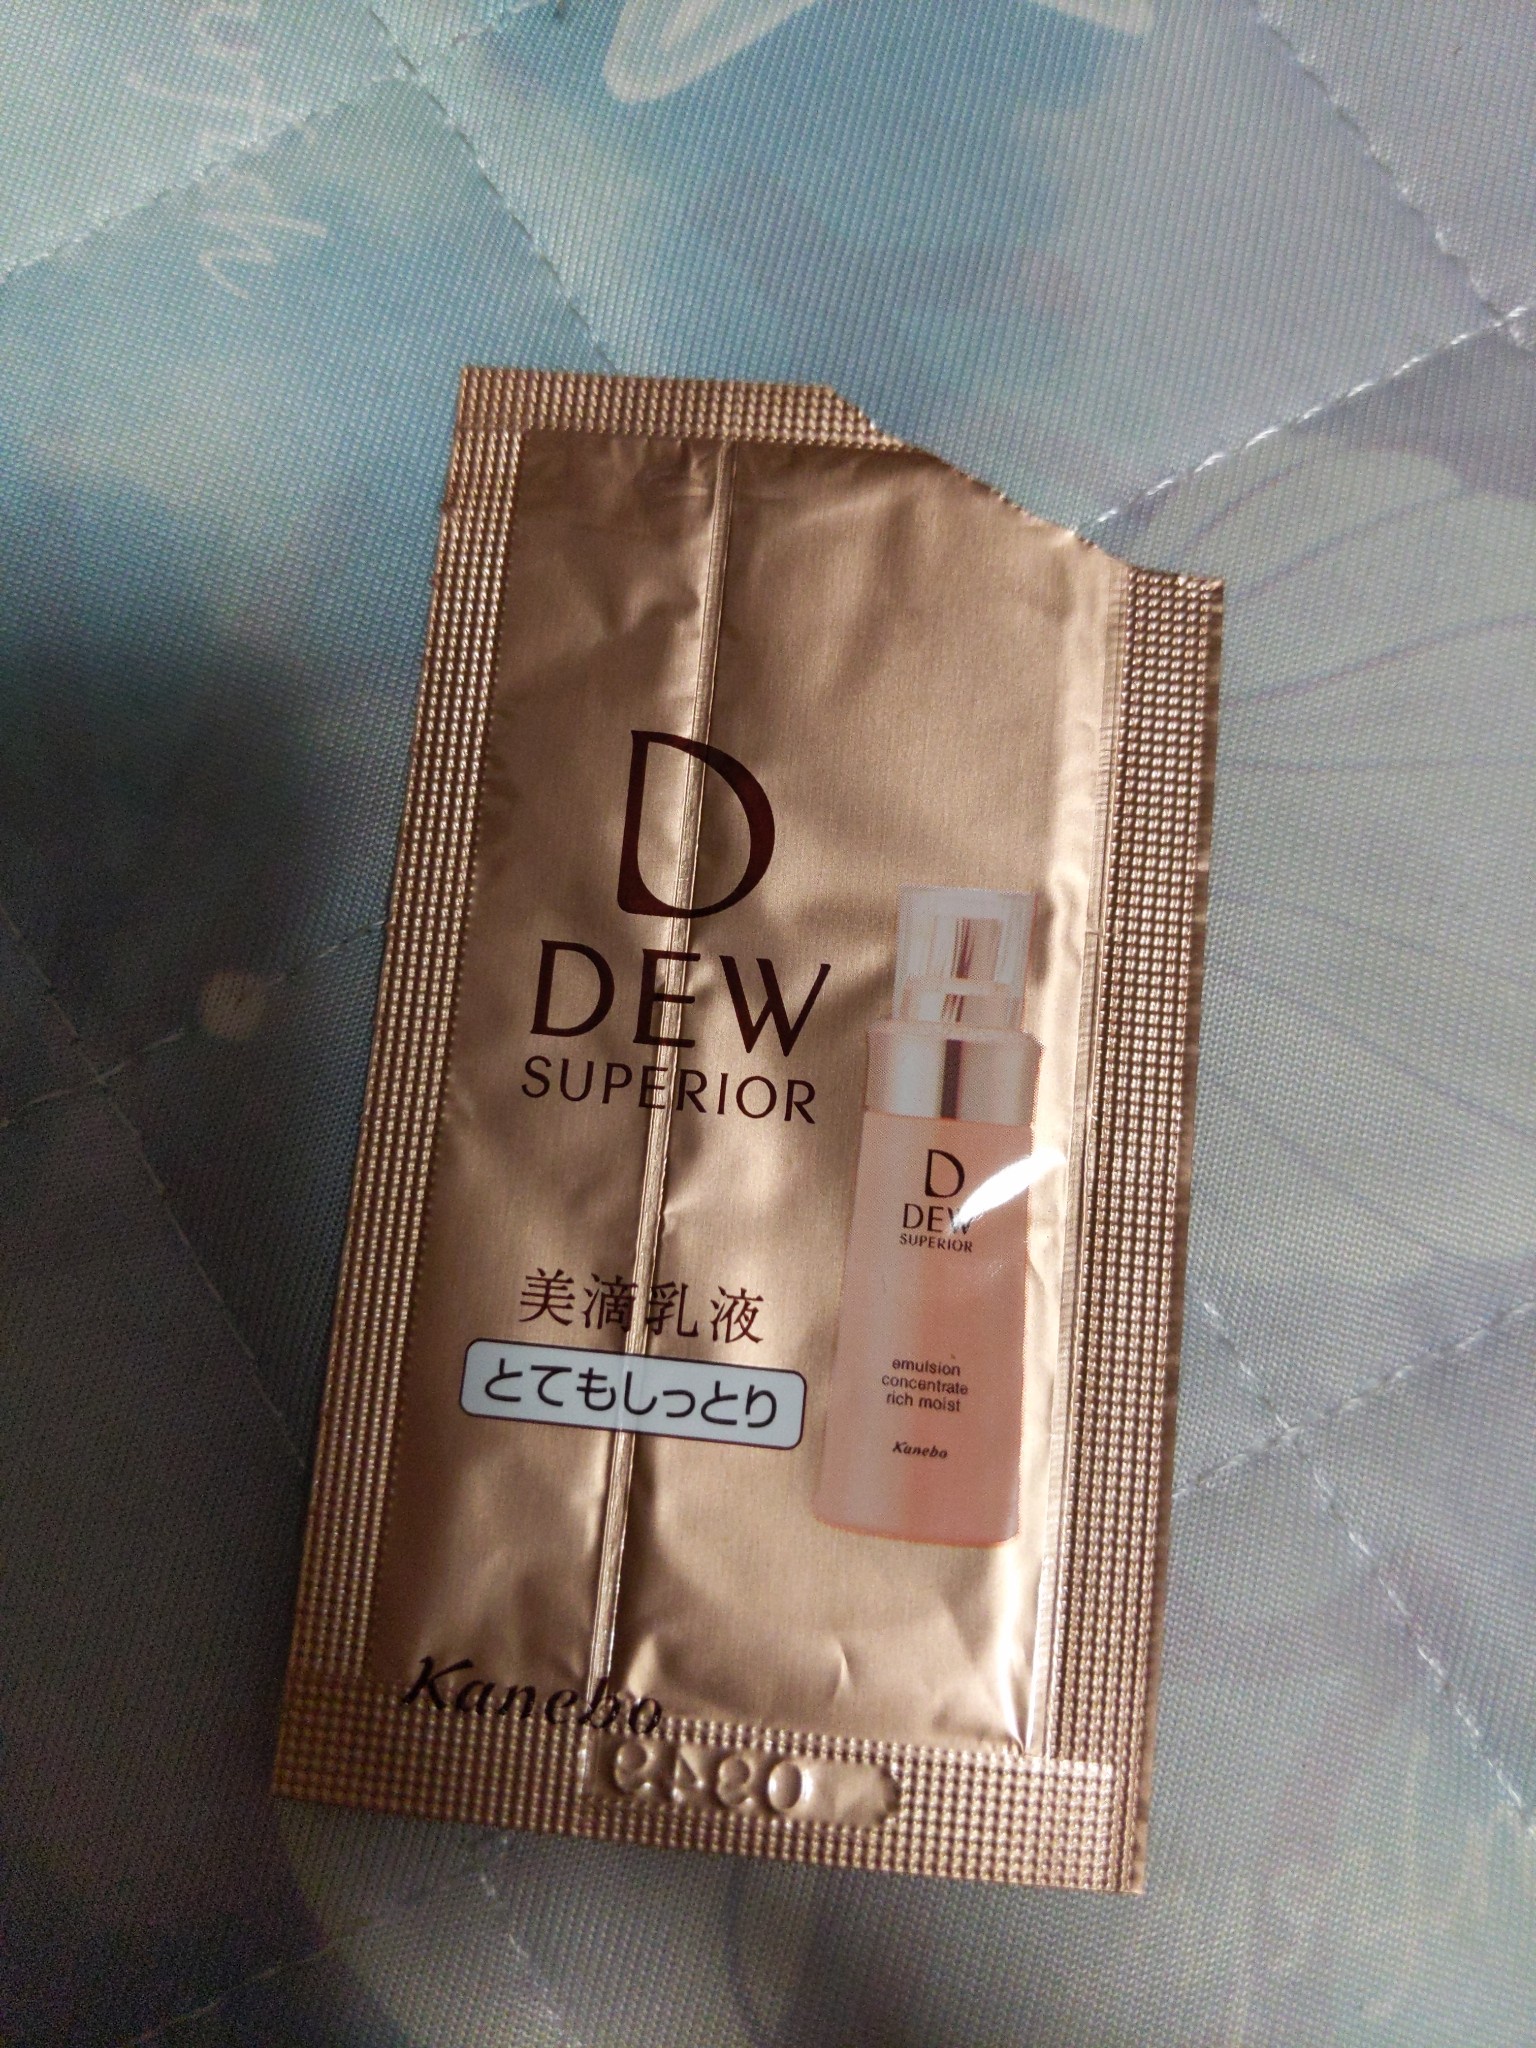 D
DEW
SUPERIOR
D
DEW
SUPERIOR
美滴乳液
とてもしっとり
emulsion
concentrate
rich moist
Kanebo
Kanebo